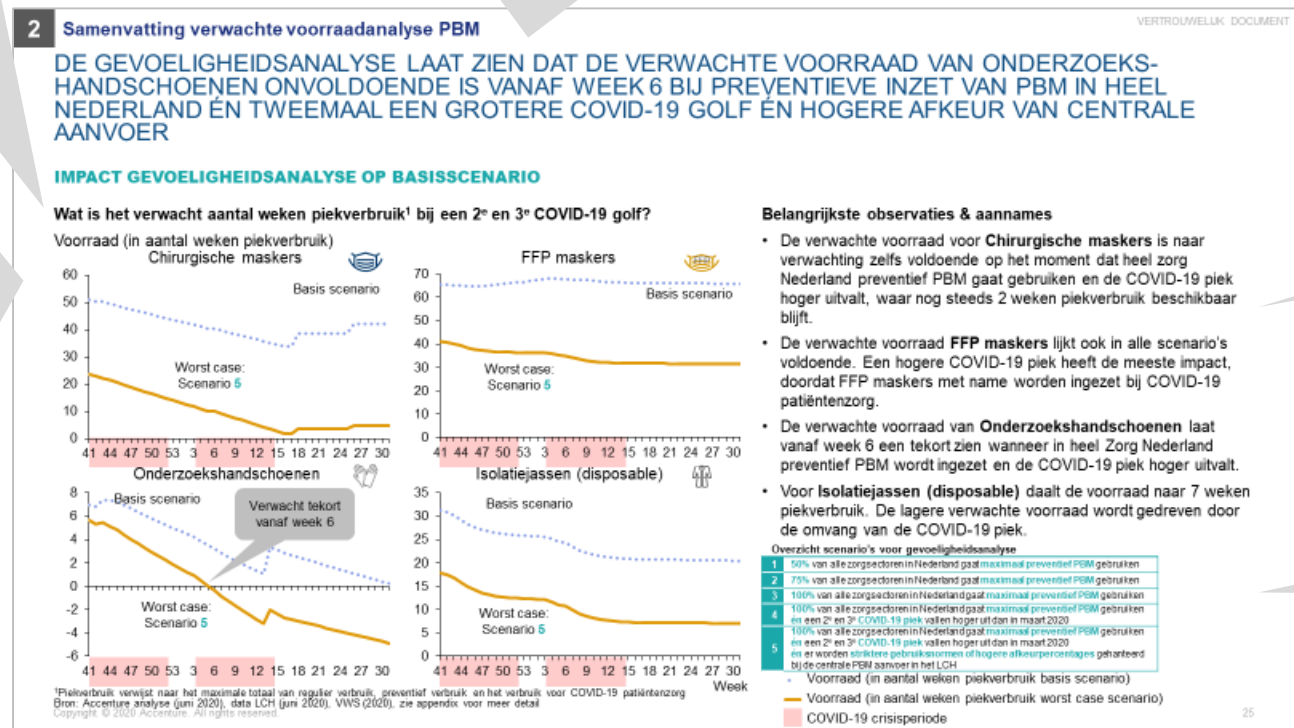 2 Samenvatting verwachte voorraadanalyse PBM
VERTROUWELIJK DOCUMENT
DE GEVOELIGHEIDSANALYSE LAAT ZIEN DAT DE VERWACHTE VOORRAAD VAN ONDERZOEKS-
HANDSCHOENEN ONVOLDOENDE IS VANAF WEEK 6 BIJ PREVENTIEVE INZET VAN PBM IN HEEL
NEDERLAND ÉN TWEEMAAL EEN GROTERE COVID-19 GOLF ÉN HOGERE AFKEUR VAN CENTRALE
AANVOER
IMPACT GEVOELIGHEIDSANALYSE OP BASISSCENARIO
Wat is het verwacht aantal weken piekverbruik¹ bij een 2ᵉ en 3ᵉ COVID-19 golf?
Voorraad (in aantal weken piekverbruik)
Chirurgische maskers
60
50
40
30
20
10
0
Basis scenario
Worst case:
Scenario 5
41 44 47 50 53 3 6 9 12 15 18 21 24 27 30
FFP maskers
70
60
50
40
30
20
10
0
Basis scenario
Worst case:
Scenario 5
41 44 47 50 53 3 6 9 12 15 18 21 24 27 30
Onderzoekshandschoenen
8
6
4
2
0
-2
-4
-6
Basis scenario
Verwacht tekort
vanaf week 6
Worst case:
Scenario 5
41 44 47 50 53 3 6 9 12 15 18 21 24 27 30
Isolatiejassen (disposable)
35
30
25
20
15
10
5
0
Basis scenario
Worst case:
Scenario 5
41 44 47 50 53 3 6 9 12 15 18 21 24 27 30
Week
¹Piekverbruik verwijst naar het maximale totaal van regulier verbruik, preventief verbruik en het verbruik voor COVID-19 patiëntenzorg
Bron: Accenture analyse (juni 2020), data LCH (juni 2020), VWS (2020), zie appendix voor meer detail
Copyright © 2020 Accenture. All rights reserved.
Belangrijkste observaties & aannames
• De verwachte voorraad voor Chirurgische maskers is naar
verwachting zelfs voldoende op het moment dat heel zorg
Nederland preventief PBM gaat gebruiken en de COVID-19 piek
hoger uitvalt, waar nog steeds 2 weken piekverbruik beschikbaar
blijft.
• De verwachte voorraad FFP maskers lijkt ook in alle scenario's
voldoende. Een hogere COVID-19 piek heeft de meeste impact,
doordat FFP maskers met name worden ingezet bij COVID-19
patiëntenzorg.
• De verwachte voorraad van Onderzoekshandschoenen laat
vanaf week 6 een tekort zien wanneer in heel Zorg Nederland
preventief PBM wordt ingezet en de COVID-19 piek hoger uitvalt.
• Voor Isolatiejassen (disposable) daalt de voorraad naar 7 weken
piekverbruik. De lagere verwachte voorraad wordt gedreven door
de omvang van de COVID-19 piek.
Overzicht scenario's voor gevoeligheidsanalyse
1 50% van alle zorgsectoren in Nederland gaat maximaal preventief PBM gebruiken
2 75% van alle zorgsectoren in Nederland gaat maximaal preventief PBM gebruiken
3 100% van alle zorgsectoren in Nederland gaat maximaal preventief PBM gebruiken
4 100% van alle zorgsectoren in Nederland gaat maximaal preventief PBM gebruiken
én een 2ᵉ en 3ᵉ COVID-19 piek vallen hoger uit dan in maart 2020
5 100% van alle zorgsectoren in Nederland gaat maximaal preventief PBM gebruiken
én een 2ᵉ en 3ᵉ COVID-19 piek vallen hoger uit dan in maart 2020
én er worden striktere gebruiksnormen of hogere afkeurpercentages gehanteerd
bij de centrale PBM aanvoer in het LCH
Voorraad (in aantal weken piekverbruik basis scenario)
Voorraad (in aantal weken piekverbruik worst case scenario)
COVID-19 crisisperiode
25